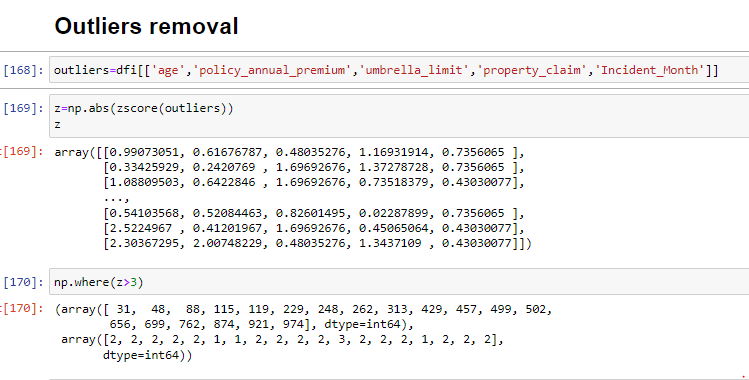 Outliers removal
[168]: outliers=dfi[['age','policy_annual_premium','umbrella_limit','property_claim','Incident_Month']]
[169]: z=np.abs(zscore(outliers))
z
t[169]: array([[0.99073051, 0.61676787, 0.48035276, 1.16931914, 0.7356065 ],
[0.33425929, 0.2420769 , 1.69692676, 1.37278728, 0.7356065 ],
[1.08809503, 0.6422846 , 1.69692676, 0.73518379, 0.43030077],
...,
[0.54103568, 0.52084463, 0.82601495, 0.02287899, 0.7356065 ],
[2.5224967 , 0.41201967, 1.69692676, 0.45065064, 0.43030077],
[2.30367295, 2.00748229, 0.48035276, 1.3437109 , 0.43030077]])
[170]: np.where(z>3)
t[170]: (array([ 31,  48,  88, 115, 119, 229, 248, 262, 313, 429, 457, 499, 502,
656, 699, 762, 874, 921, 974], dtype=int64),
array([2, 2, 2, 2, 2, 1, 1, 2, 2, 2, 2, 3, 2, 2, 2, 1, 2, 2, 2],
dtype=int64))